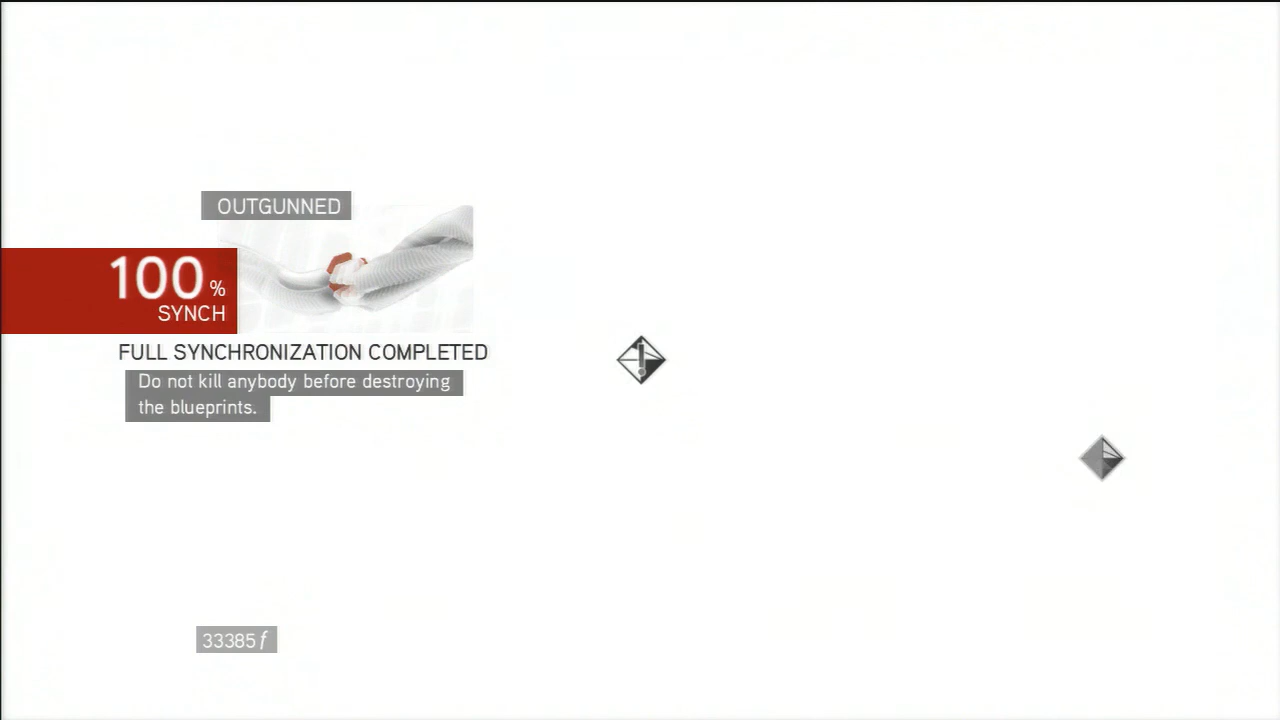 OUTGUNNED
100 %
SYNCH
FULL SYNCHRONIZATION COMPLETED
Do not kill anybody before destroying
the blueprints.
33385 ƒ